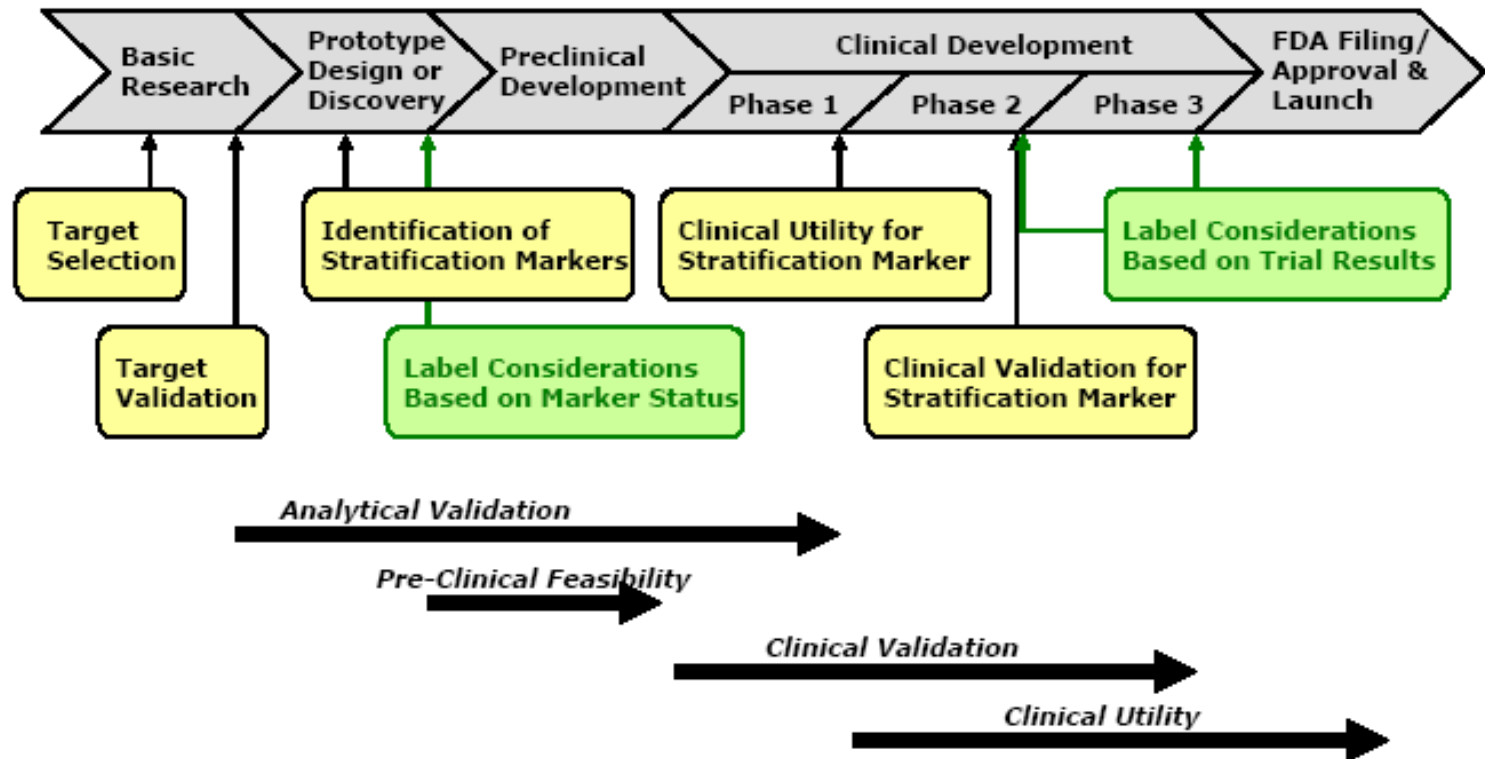 Basic
Research
Prototype
Design or
Discovery
Preclinical
Development
Clinical Development
Phase 1
Phase 2
Phase 3
FDA Filing/
Approval &
Launch
Target
Selection
Identification of
Stratification Markers
Clinical Utility for
Stratification Marker
Label Considerations
Based on Trial Results
Target
Validation
Label Considerations
Based on Marker Status
Clinical Validation for
Stratification Marker
Analytical Validation
Pre-Clinical Feasibility
Clinical Validation
Clinical Utility